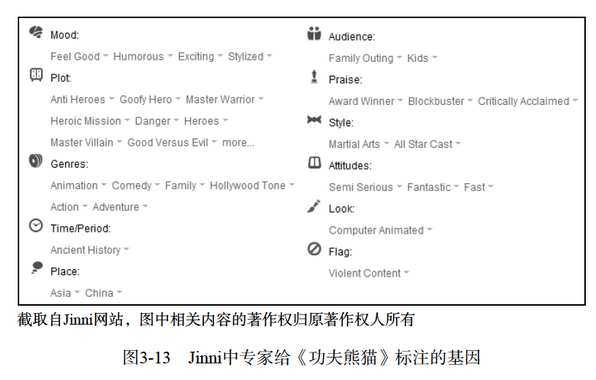 Mood:
Feel Good Humorous Exciting Stylized
Plot:
Anti Heroes Goofy Hero Master Warrior
Heroic Mission Danger Heroes
Master Villain Good Versus Evil more...
Genres:
Animation Comedy Family Hollywood Tone
Action Adventure
Time/Period:
Ancient History
Place:
Asia China
Audience:
Family Outing Kids
Praise:
Award Winner Blockbuster Critically Acclaimed
Style:
Martial Arts All Star Cast
Attitudes:
Semi Serious Fantastic Fast
Look:
Computer Animated
Flag:
Violent Content
截取自Jinni网站，图中相关内容的著作权归原著作权人所有
图3-13 Jinni中专家给《功夫熊猫》标注的基因